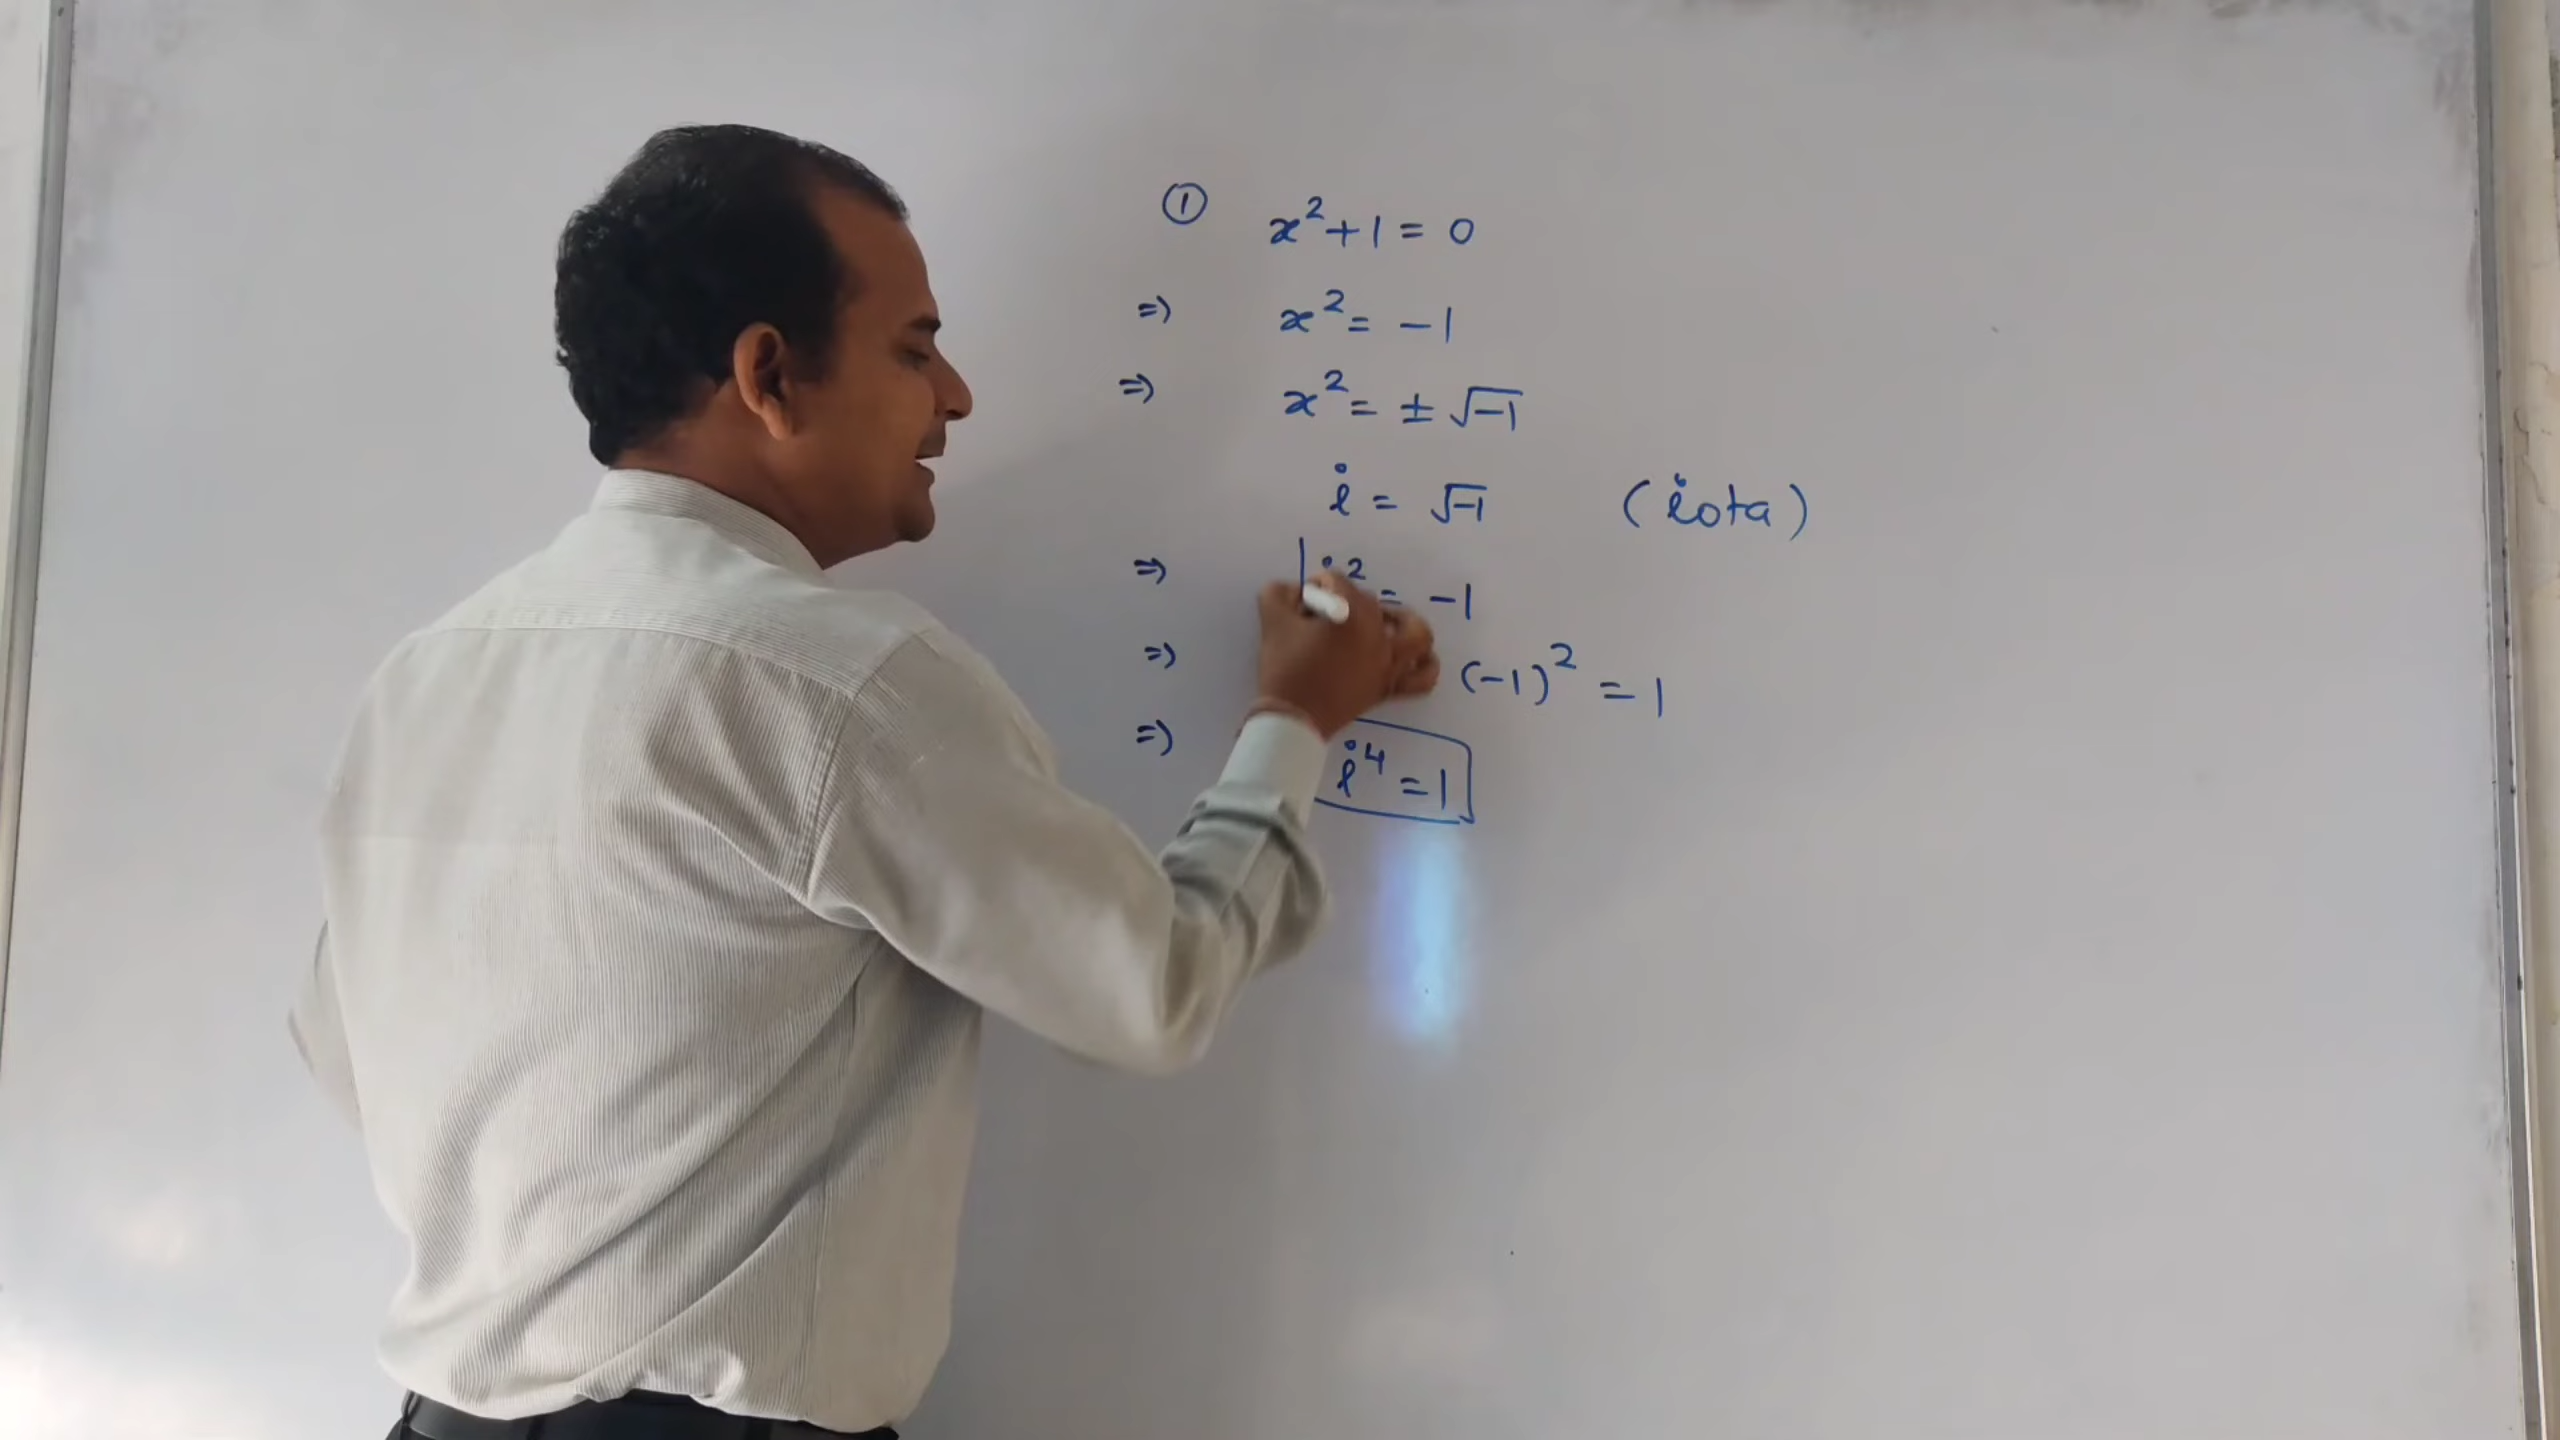 ① x² + 1 = 0
⇒ x² = -1
⇒ x² = ± √-1
i = √-1 (iota)
⇒ i² = -1
⇒ (-1)² = 1
⇒ i⁴ = 1